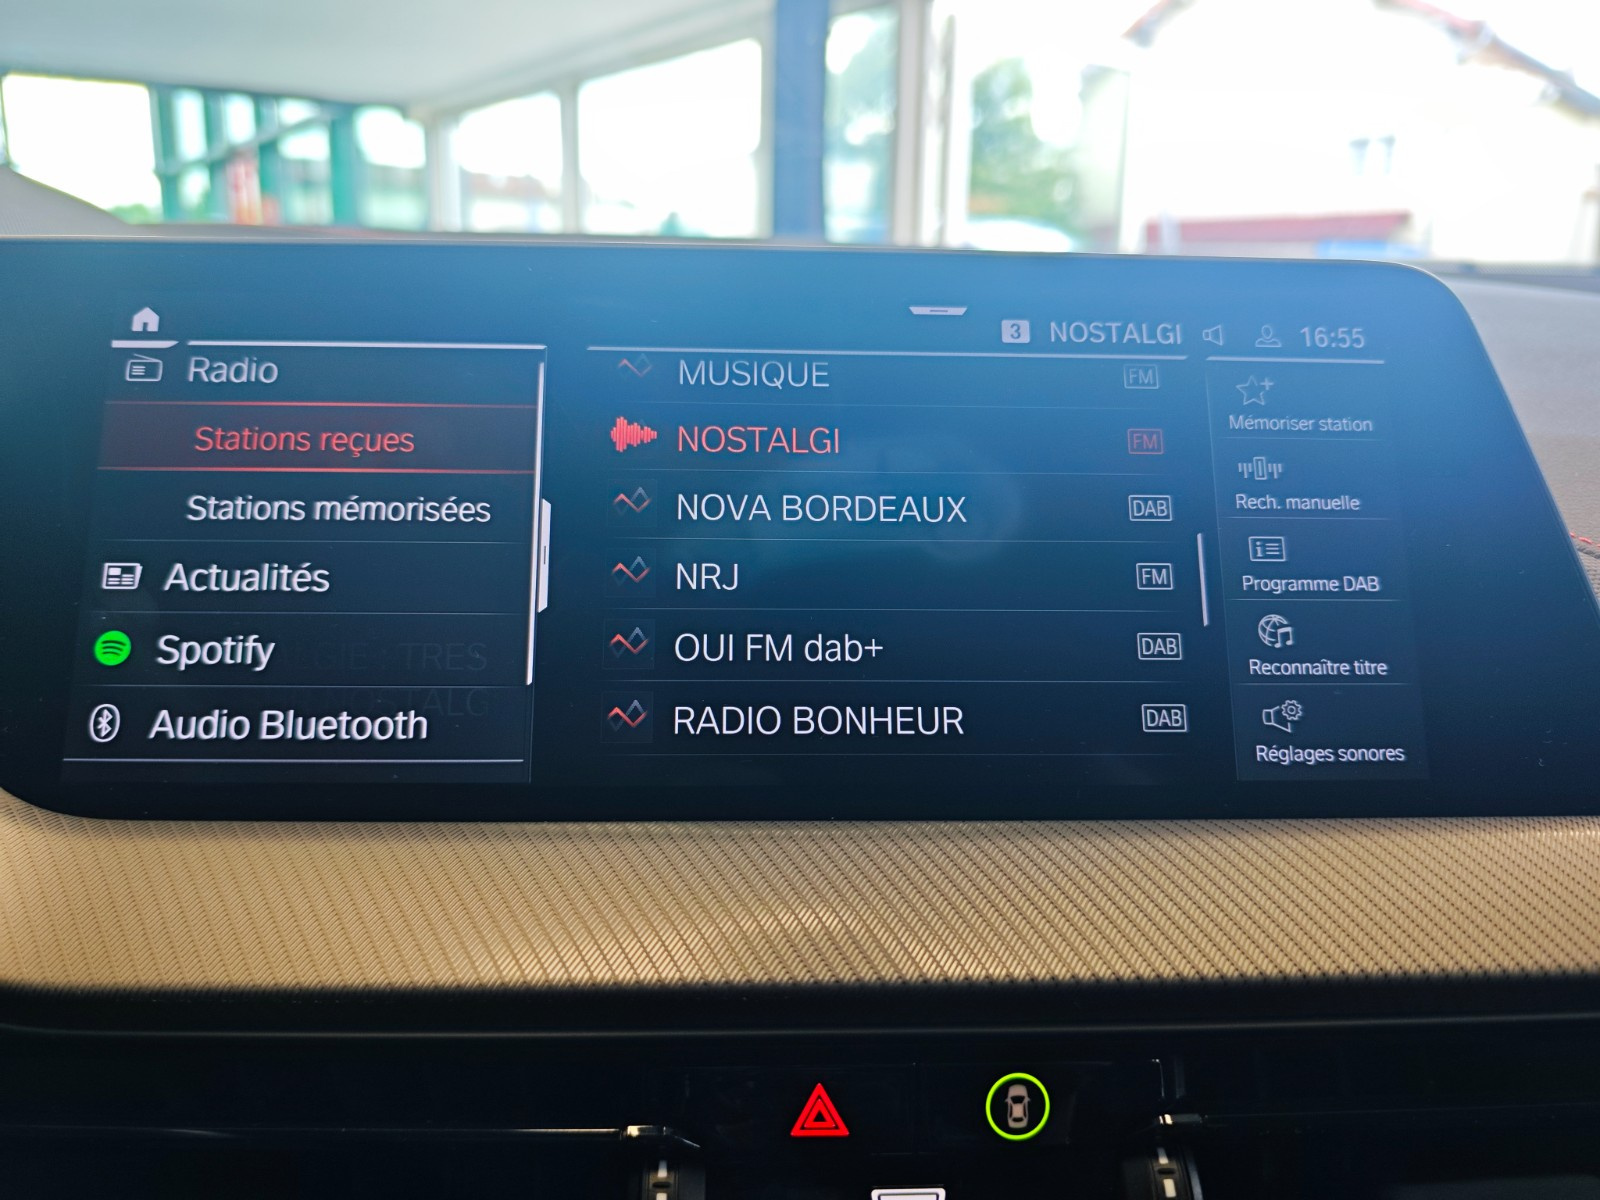 3 NOSTALGI 16:55
Radio
Stations reçues
Stations mémorisées
Actualités
Spotify
Audio Bluetooth
MUSIQUE FM
NOSTALGI FM
NOVA BORDEAUX DAB
NRJ FM
OUI FM dab+ DAB
RADIO BONHEUR DAB
Mémoriser station
Rech. manuelle
Programme DAB
Reconnaître titre
Réglages sonores